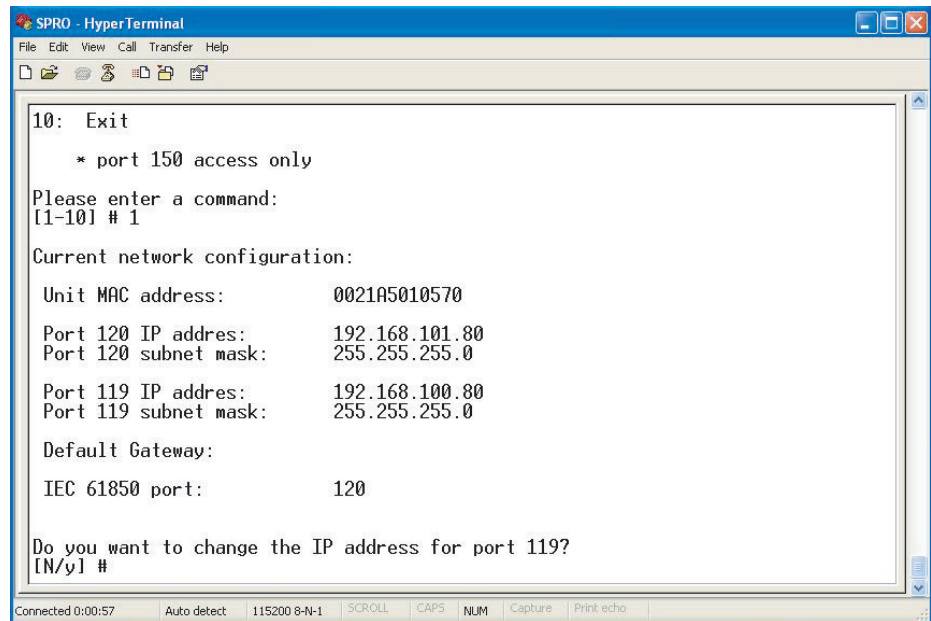 SPRO - HyperTerminal
File Edit View Call Transfer Help
10: Exit
* port 150 access only
Please enter a command:
[1-10] # 1
Current network configuration:
Unit MAC address: 0021A5010570
Port 120 IP addres: 192.168.101.80
Port 120 subnet mask: 255.255.255.0
Port 119 IP addres: 192.168.100.80
Port 119 subnet mask: 255.255.255.0
Default Gateway:
IEC 61850 port: 120
Do you want to change the IP address for port 119?
[N/y] #
Connected 0:00:57 Auto detect 115200 8-N-1 SCROLL CAPS NUM Capture Print echo